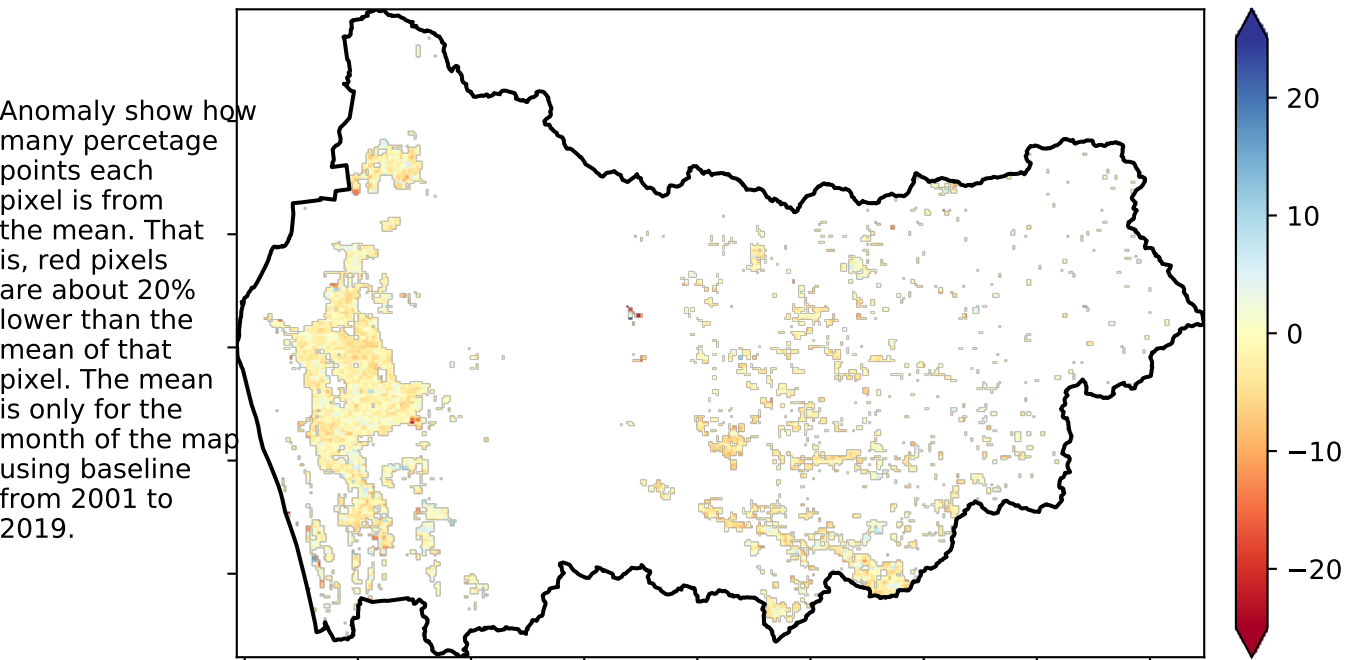 Anomaly show how
many percetage
points each
pixel is from
the mean. That
is, red pixels
are about 20%
lower than the
mean of that
pixel. The mean
is only for the
month of the map
using baseline
from 2001 to
2019.
20
10
0
−10
−20